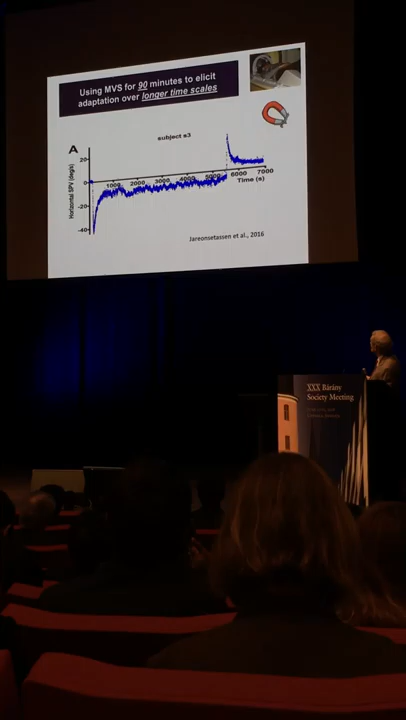 Using MVS for 90 minutes to elicit
adaptation over longer time scales
subject s3
A
Horizontal SPV (deg/s)
20
0
-20
-40
1000 2000 3000 4000 5000 6000 7000
Time (s)
Jareonsetassen et al., 2016
XXX Bárány
Society Meeting